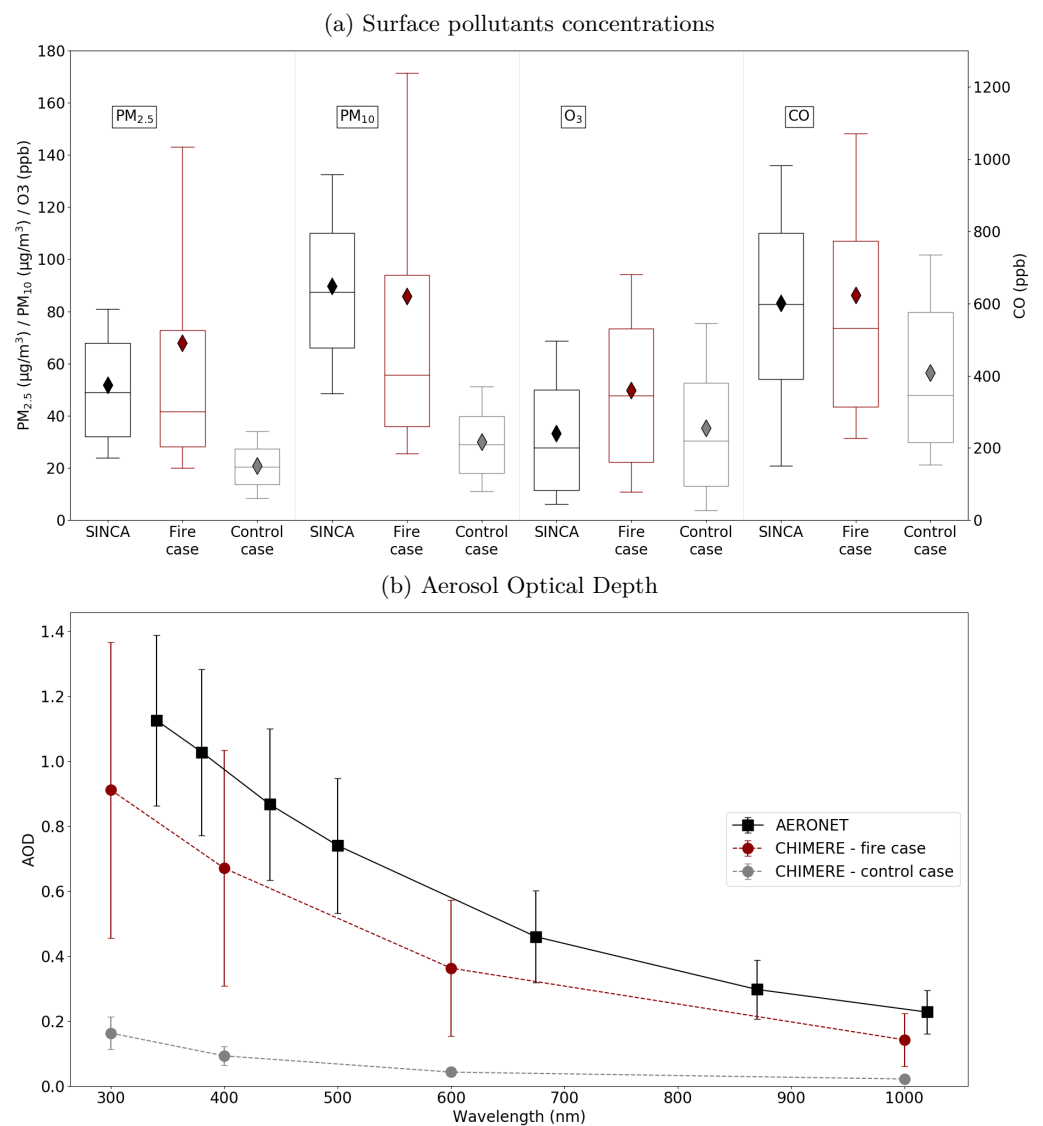 (a) Surface pollutants concentrations
180
160
140
120
100
80
60
40
20
0
PM2.5 (µg/m3) / PM10 (µg/m3) / O3 (ppb)
PM2.5
PM10
O3
CO
1200
1000
800
600
400
200
0
CO (ppb)
SINCA
Fire
case
Control
case
SINCA
Fire
case
Control
case
SINCA
Fire
case
Control
case
SINCA
Fire
case
Control
case
(b) Aerosol Optical Depth
1.4
1.2
1.0
0.8
0.6
0.4
0.2
0.0
AOD
AERONET
CHIMERE - fire case
CHIMERE - control case
300
400
500
600
700
800
900
1000
Wavelength (nm)